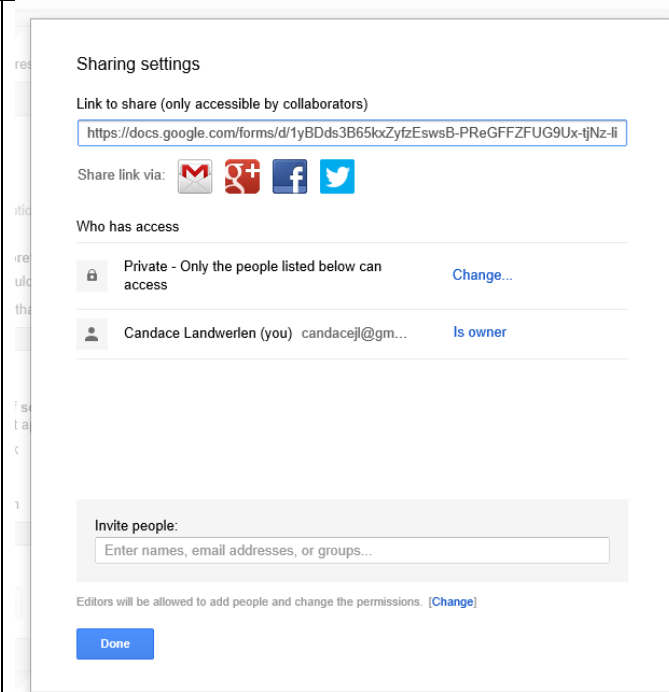 Sharing settings
Link to share (only accessible by collaborators)
https://docs.google.com/forms/d/1yBDds3B65kxZyfzEswsB-PReGFFZFUG9Ux-tjNz-li
Share link via:
Who has access
Private - Only the people listed below can
access
Change...
Candace Landwerlen (you) candacejl@gm...
Is owner
Invite people:
Enter names, email addresses, or groups...
Editors will be allowed to add people and change the permissions. [Change]
Done